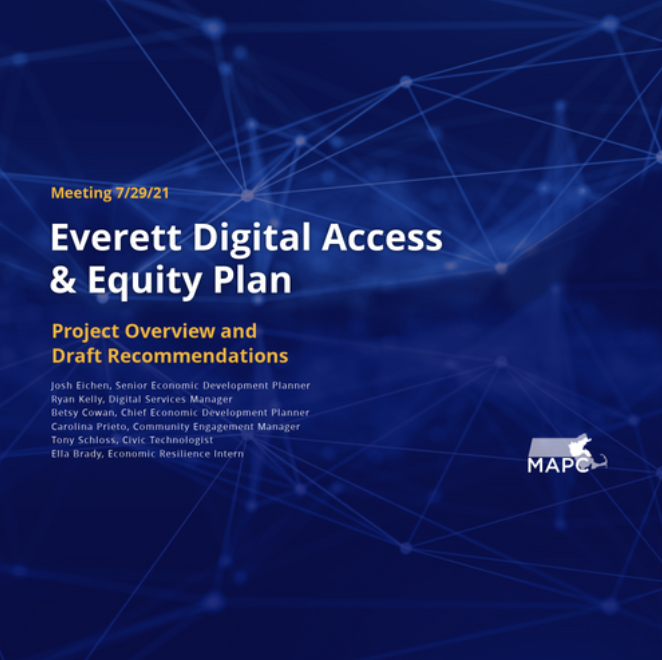 Meeting 7/29/21
Everett Digital Access
& Equity Plan
Project Overview and
Draft Recommendations
Josh Eichen, Senior Economic Development Planner
Ryan Kelly, Digital Services Manager
Betsy Cowan, Chief Economic Development Planner
Carolina Prieto, Community Engagement Manager
Tony Schloss, Civic Technologist
Ella Brady, Economic Resilience Intern
MAPC